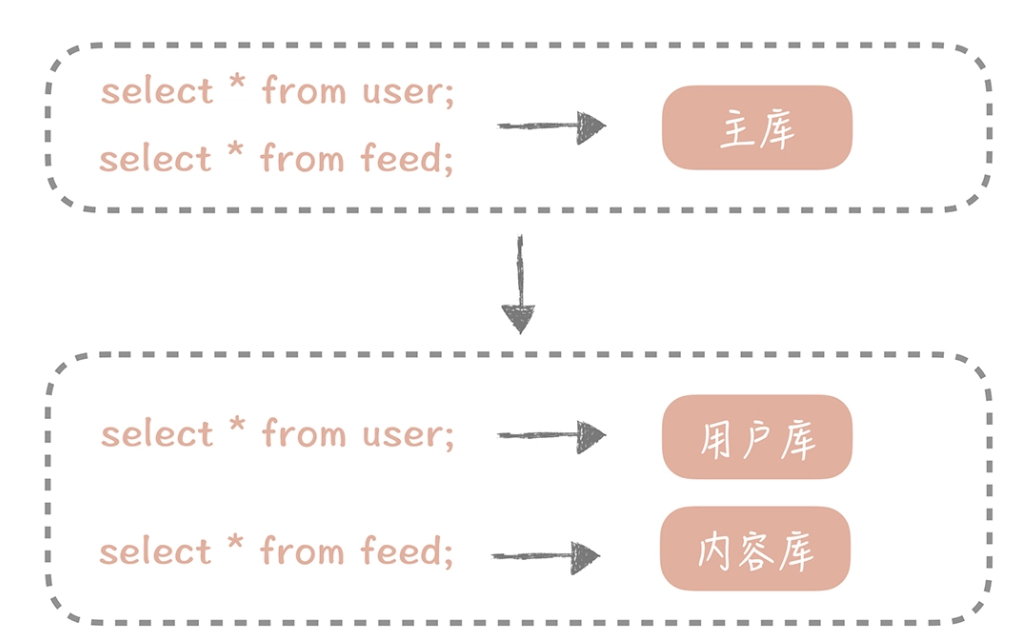 select * from user;
select * from feed;
主库
select * from user;
用户库
select * from feed;
内容库